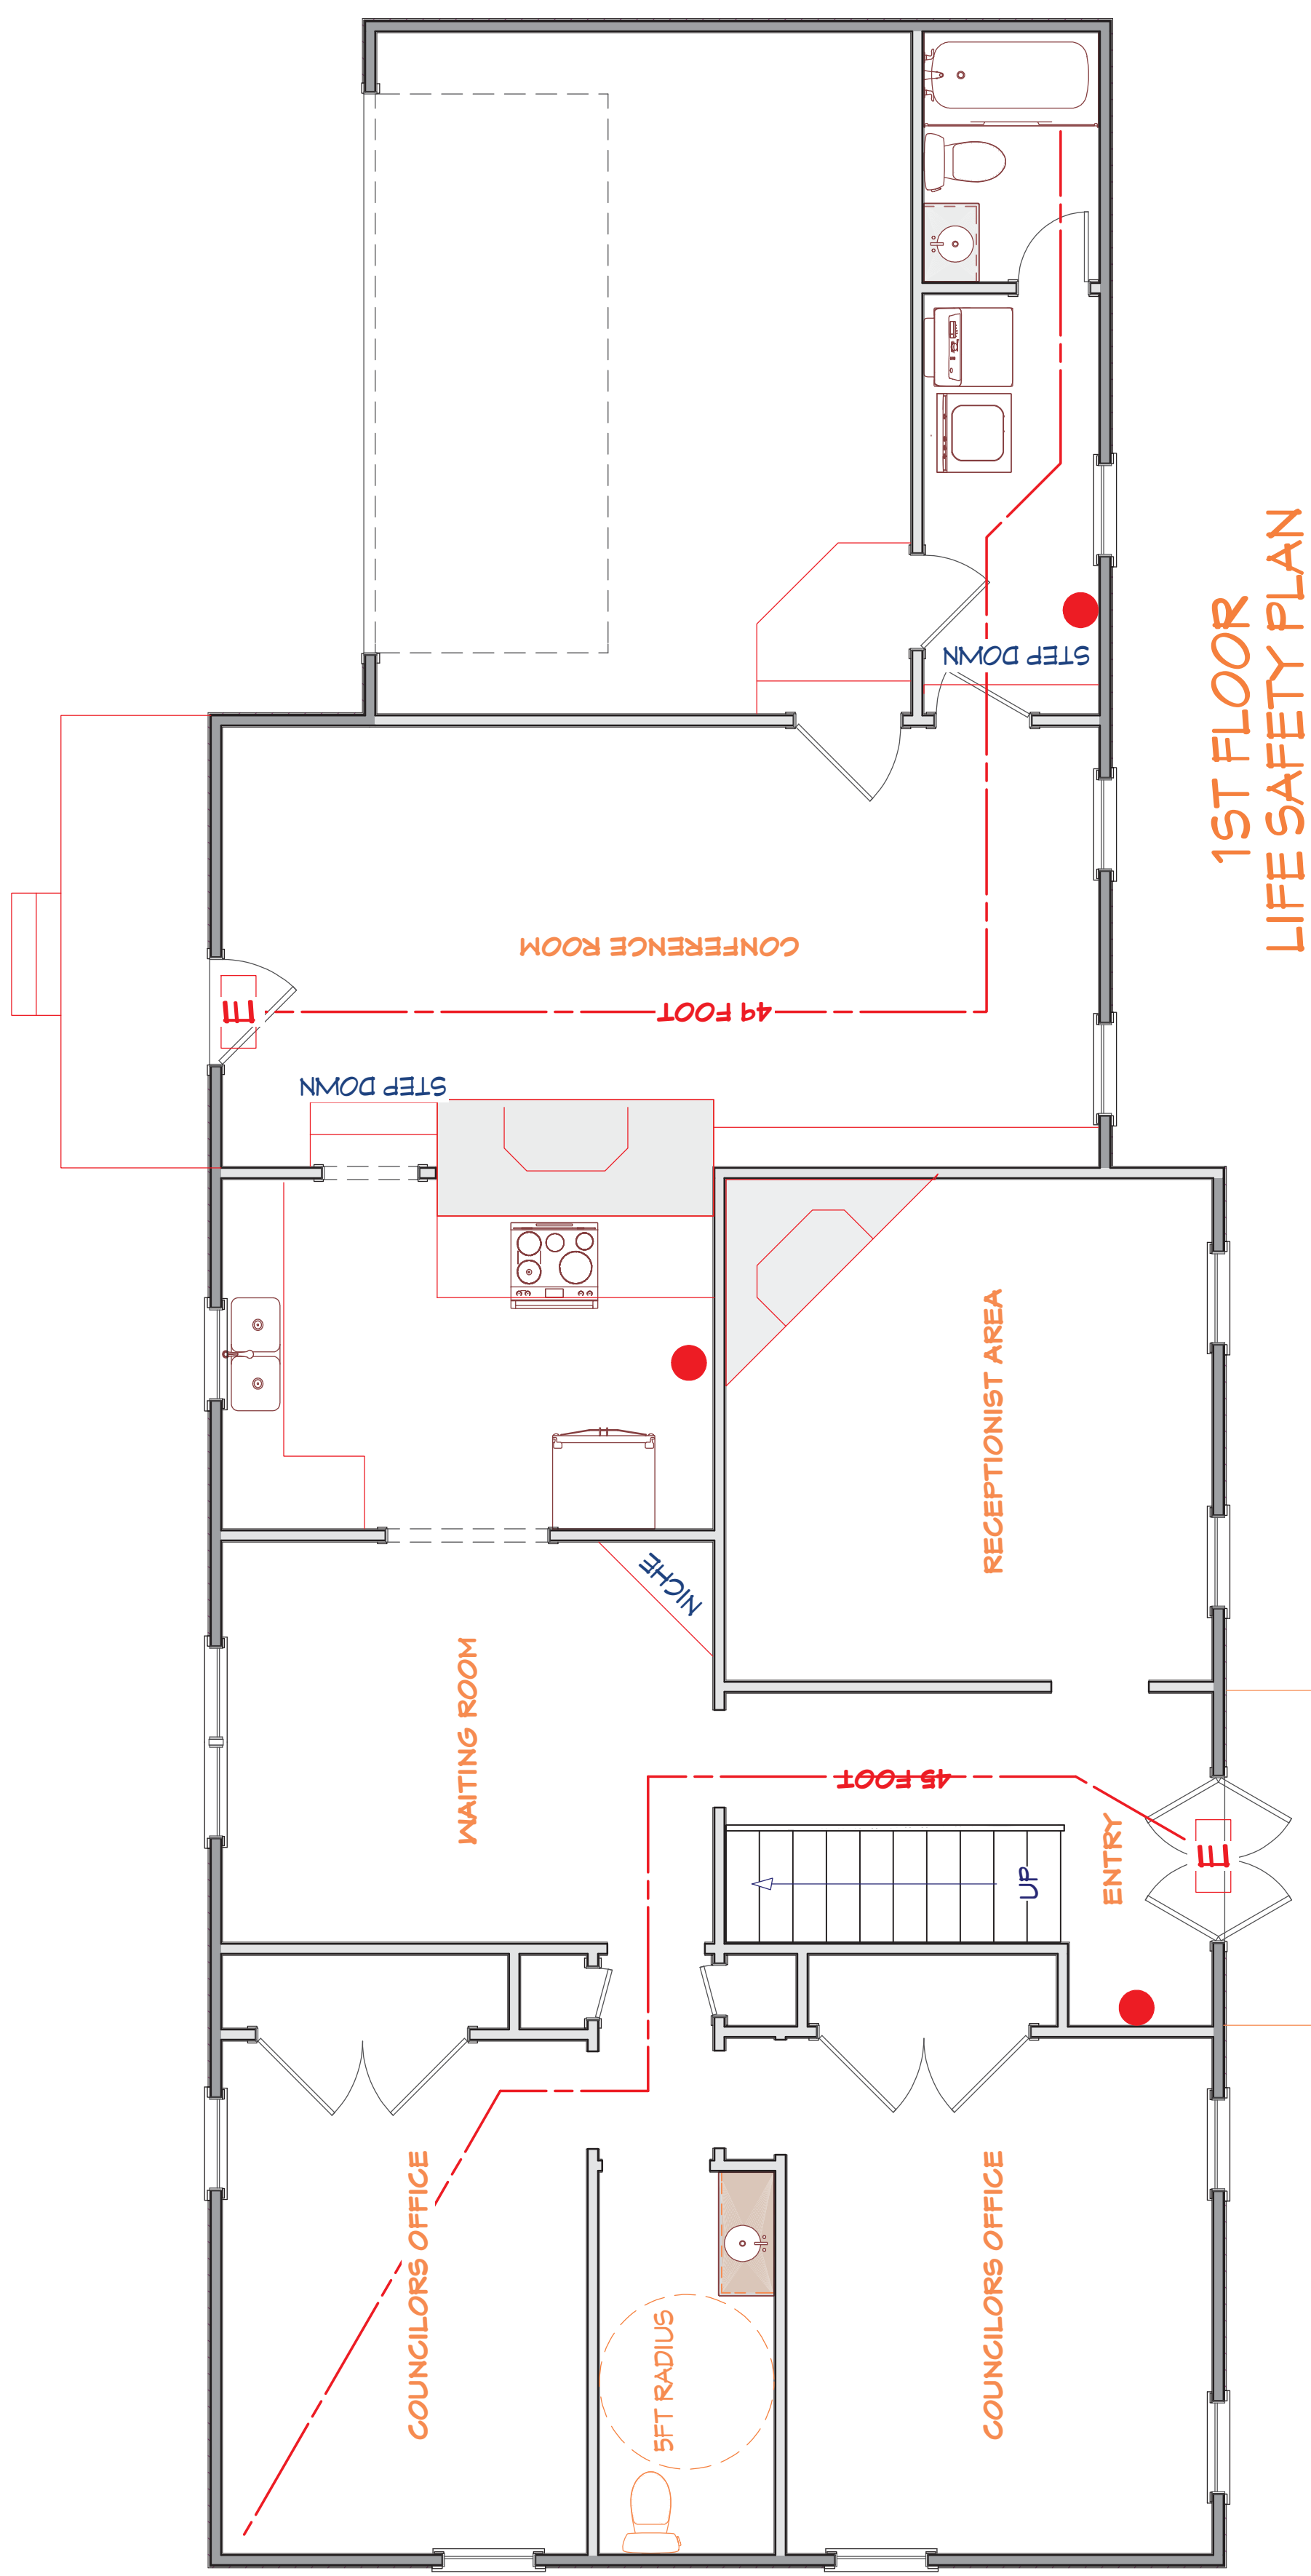 1ST FLOOR
LIFE SAFETY PLAN
STEP DOWN
CONFERENCE ROOM
49 FOOT
E
STEP DOWN
RECEPTIONIST AREA
NICHE
WAITING ROOM
45 FOOT
ENTRY
E
UP
COUNCILORS OFFICE
COUNCILORS OFFICE
5FT RADIUS